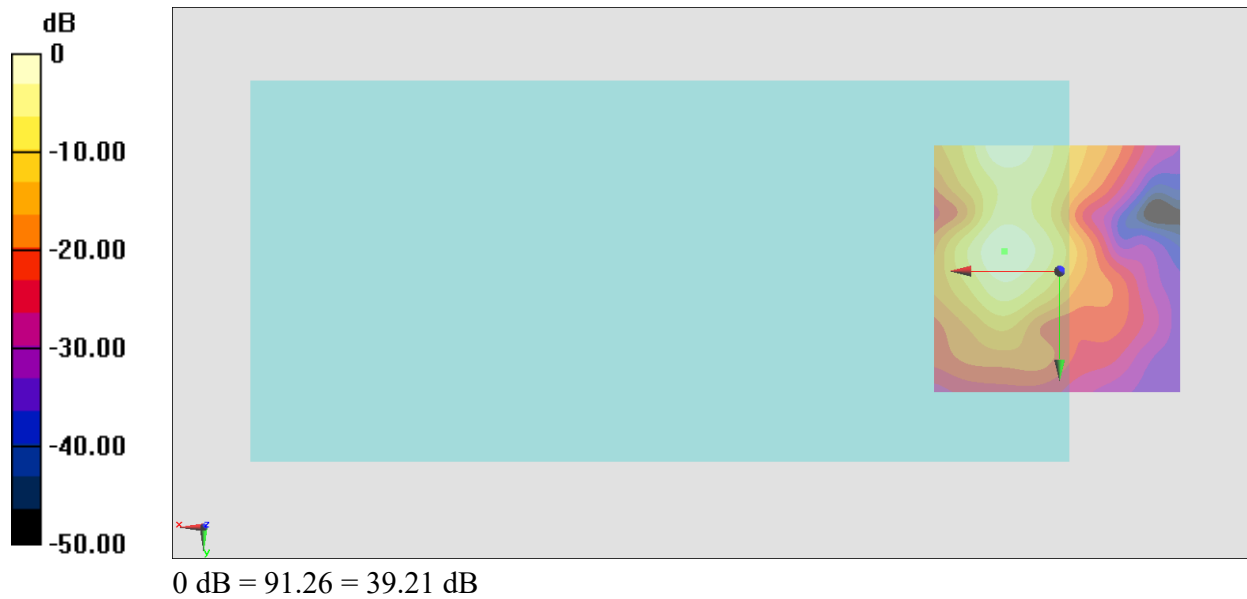 dB
0
-10.00
-20.00
-30.00
-40.00
-50.00
x z
y
0 dB = 91.26 = 39.21 dB